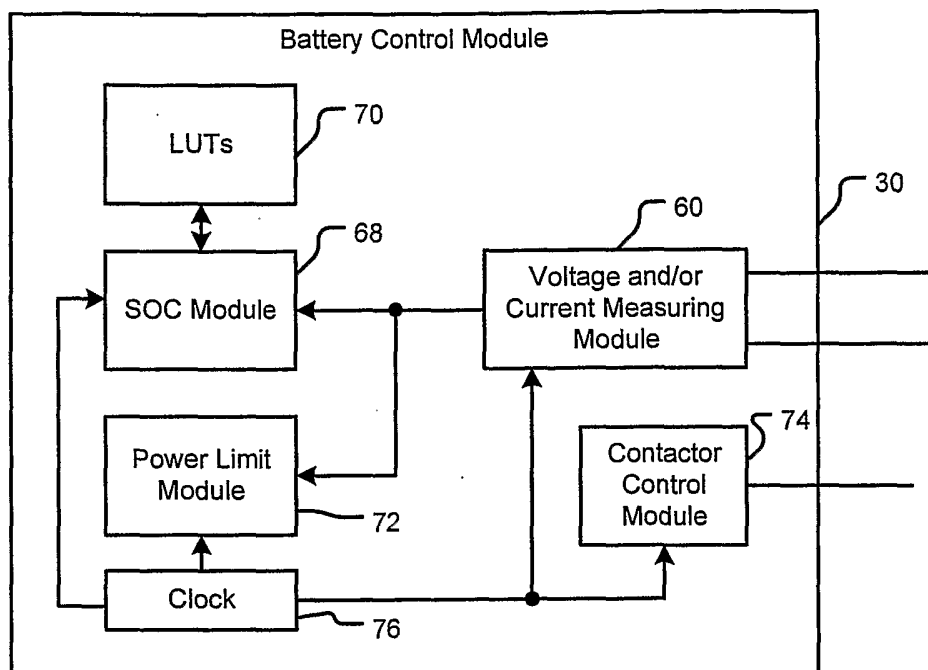 Battery Control Module
70
LUTs
30
68
60
SOC Module
Voltage and/or
Current Measuring
Module
74
Power Limit
Module
Contactor
Control
Module
72
Clock
76